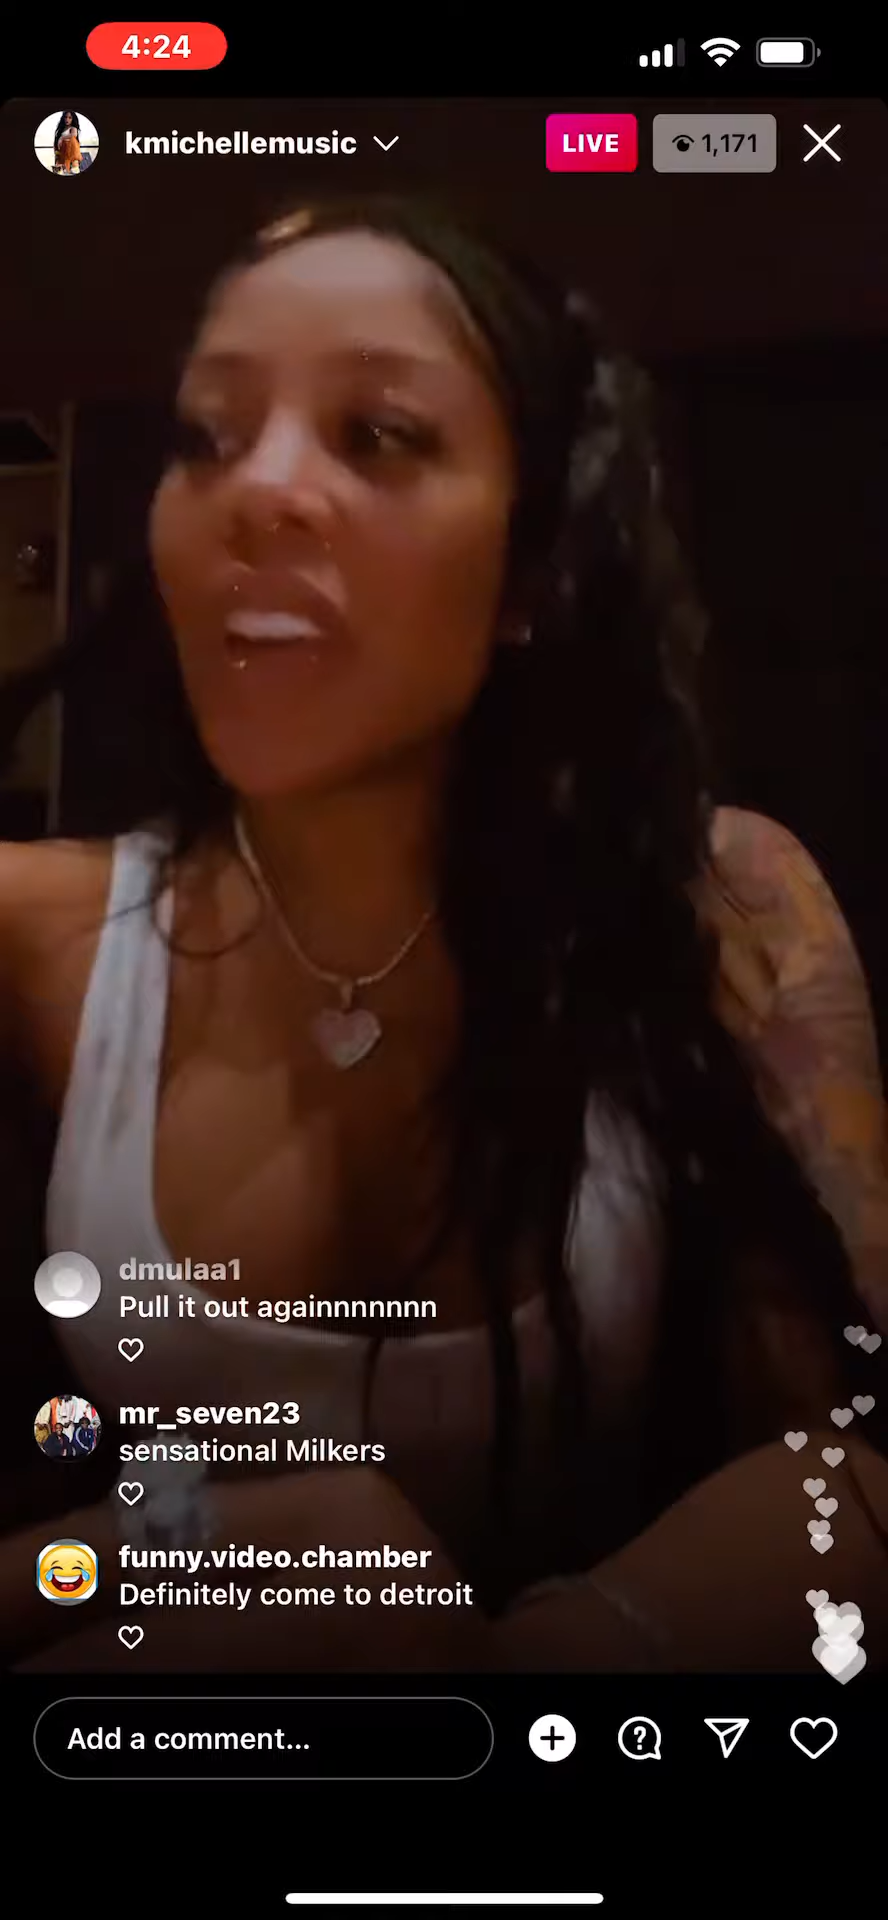 4:24
kmichellemusic
LIVE
1,171
dmulaa1
Pull it out againnnnnnn
mr_seven23
sensational Milkers
funny.video.chamber
Definitely come to detroit
Add a comment...